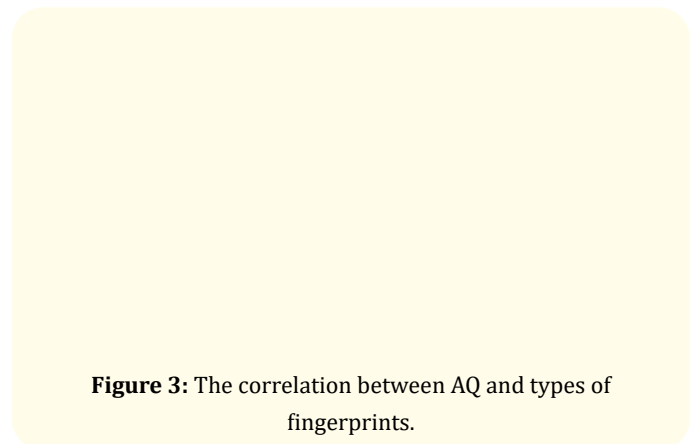 Figure 3: The correlation between AQ and types of
fingerprints.